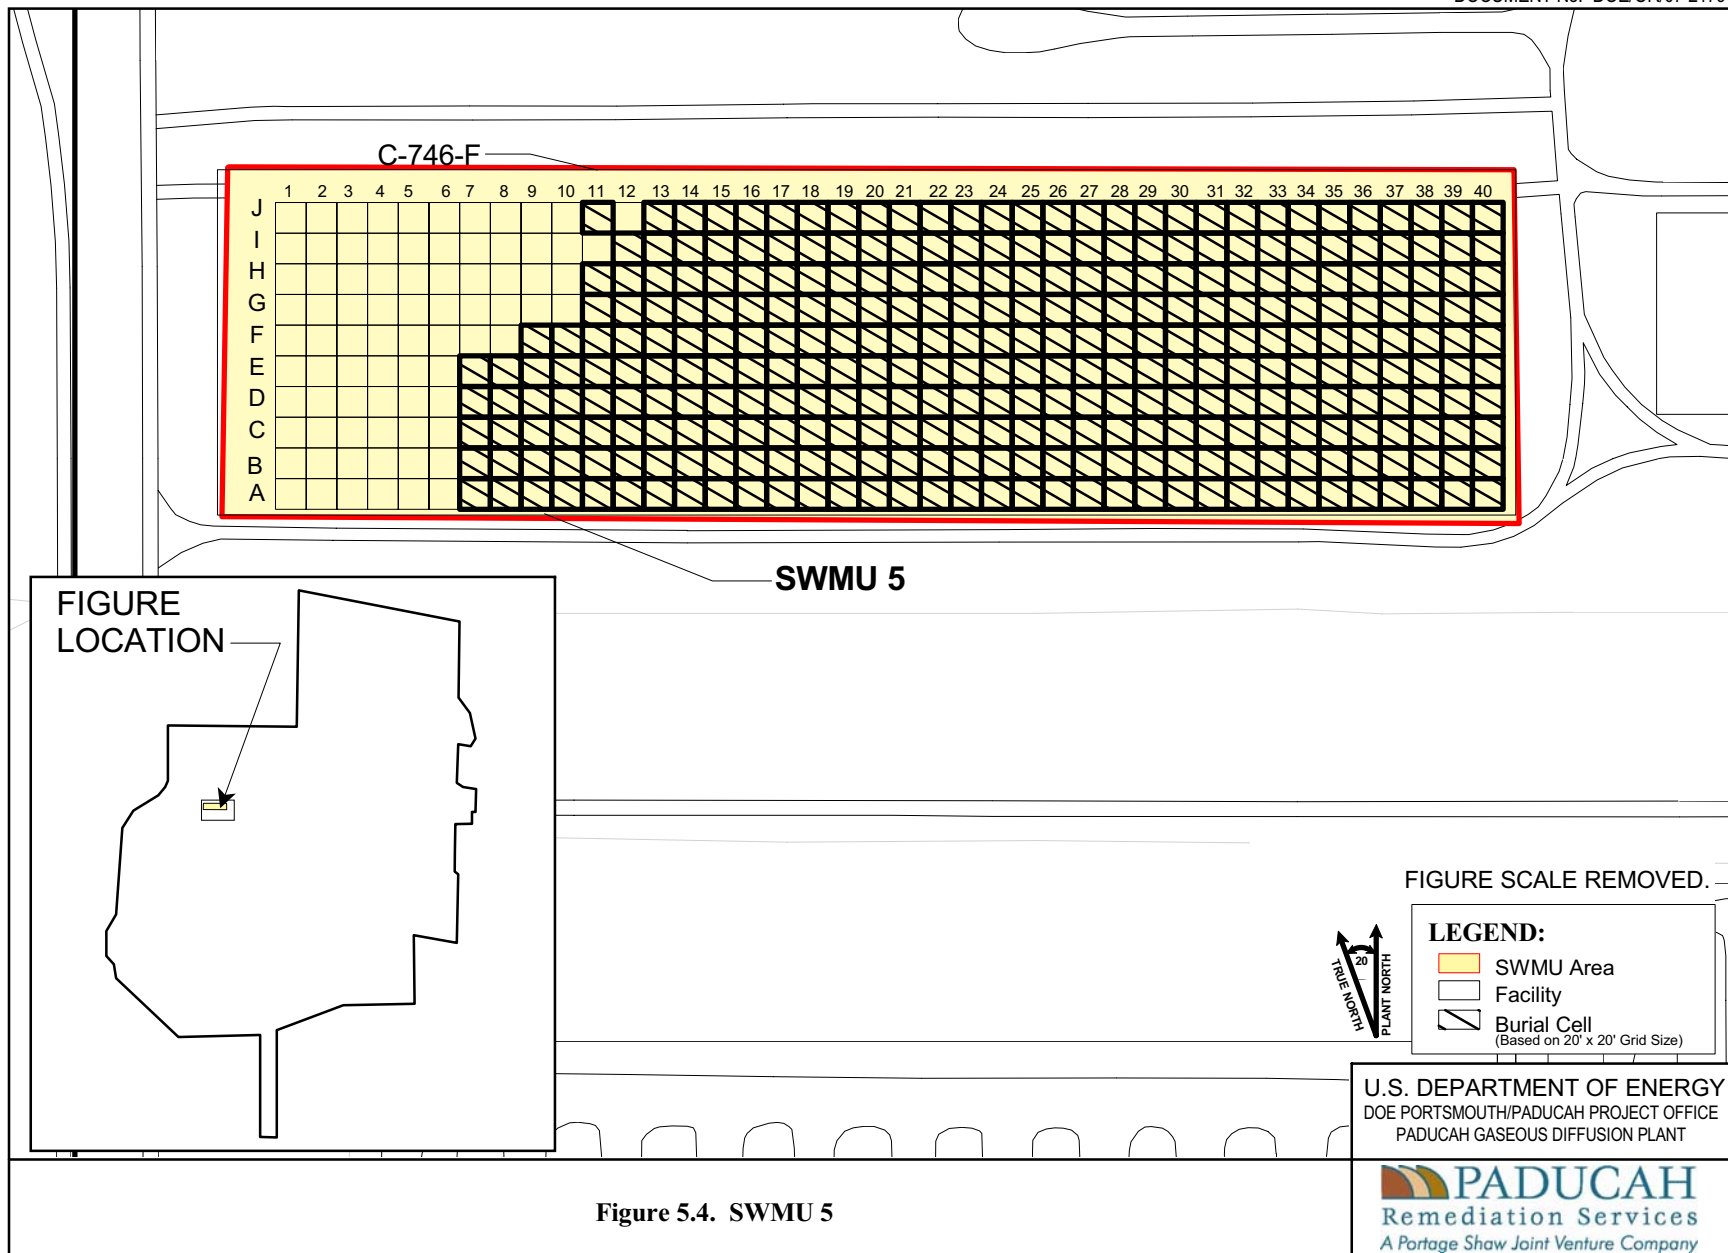 C-746-F
1 2 3 4 5 6 7 8 9 10 11 12 13 14 15 16 17 18 19 20 21 22 23 24 25 26 27 28 29 30 31 32 33 34 35 36 37 38 39 40
J
I
H
G
F
E
D
C
B
A
SWMU 5
FIGURE
LOCATION
FIGURE SCALE REMOVED.
TRUE NORTH
20
PLANT NORTH
LEGEND:
SWMU Area
Facility
Burial Cell
(Based on 20' x 20' Grid Size)
U.S. DEPARTMENT OF ENERGY
DOE PORTSMOUTH/PADUCAH PROJECT OFFICE
PADUCAH GASEOUS DIFFUSION PLANT
PADUCAH
Remediation Services
A Portage Shaw Joint Venture Company
Figure 5.4. SWMU 5